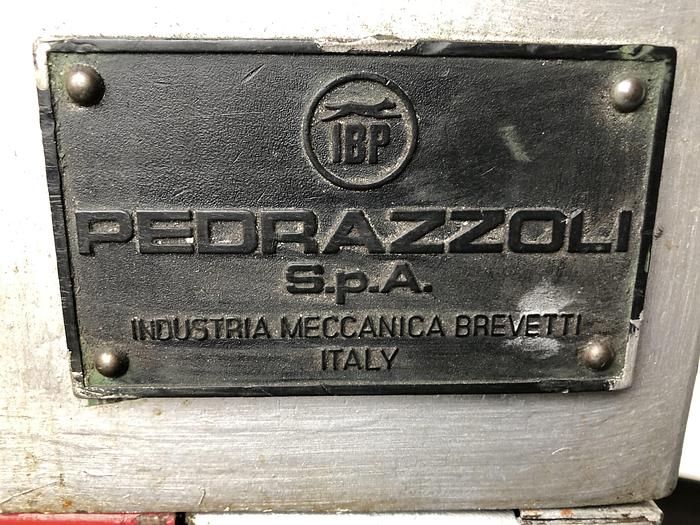 IBP
PEDRAZZOLI
S.p.A.
INDUSTRIA MECCANICA BREVETTI
ITALY